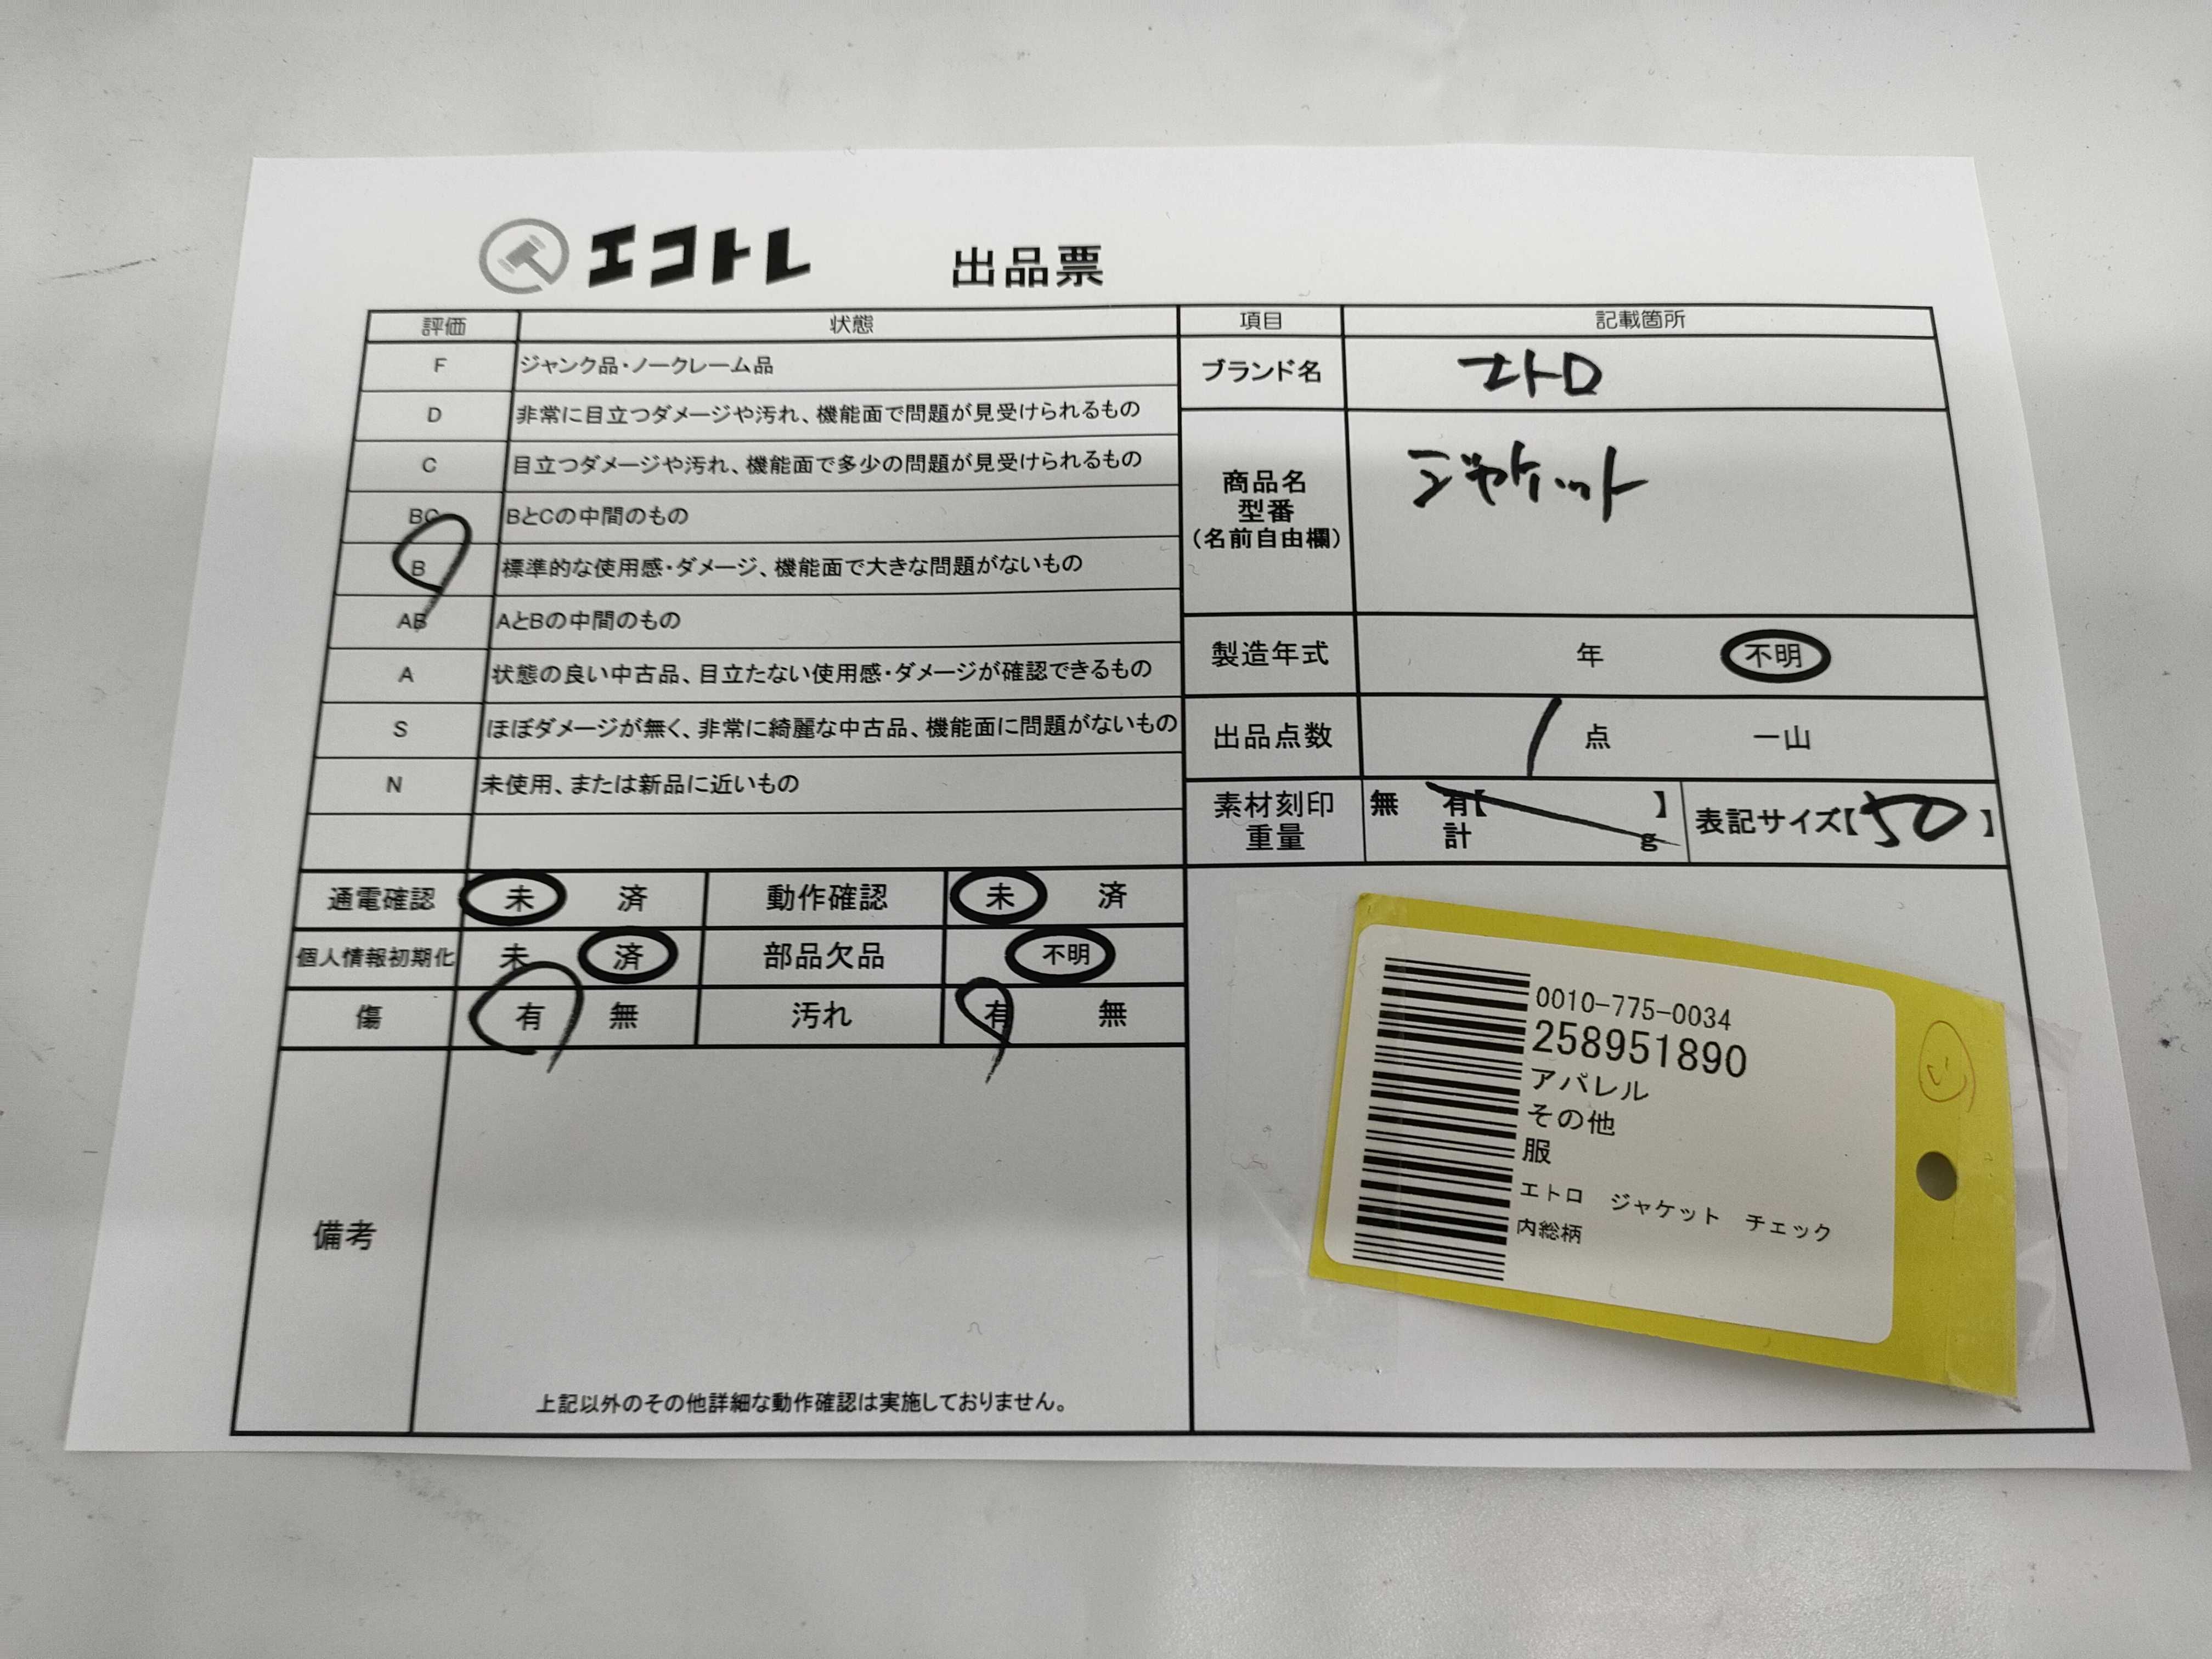 エコトレ 出品票
評価 状態
F ジャンク品・ノークレーム品
D 非常に目立つダメージや汚れ、機能面で問題が見受けられるもの
C 目立つダメージや汚れ、機能面で多少の問題が見受けられるもの
BC BとCの中間のもの
B 標準的な使用感・ダメージ、機能面で大きな問題がないもの
AB AとBの中間のもの
A 状態の良い中古品、目立たない使用感・ダメージが確認できるもの
S ほぼダメージが無く、非常に綺麗な中古品、機能面に問題がないもの
N 未使用、または新品に近いもの
通電確認 未 済 動作確認 未 済
個人情報初期化 未 済 部品欠品 不明
傷 有 無 汚れ 有 無
備考
上記以外のその他詳細な動作確認は実施しておりません。
項目 記載箇所
ブランド名 エトロ
商品名
型番
(名前自由欄)
ジャケット
製造年式 年 不明
出品点数 1 点 一山
素材刻印 無 有【 】
重量 計 g
表記サイズ【50】
0010-775-0034
258951890
アパレル
その他
服
エトロ ジャケット チェック
内総柄